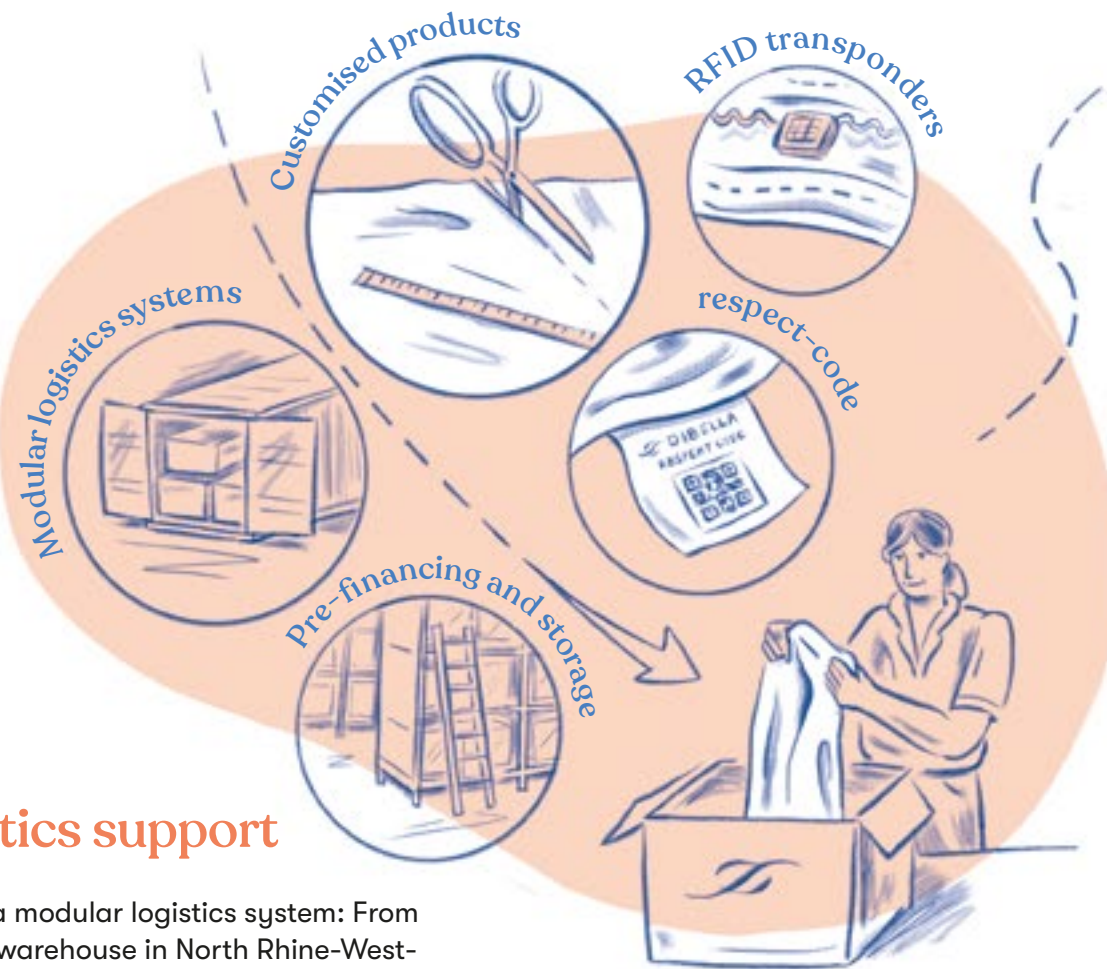 Customised products
RFID transponders
Modular logistics systems
respect-code
DIBELLA
RESPECT CODE
Pre-financing and storage
tics support
a modular logistics system: From
warehouse in North Rhine-West-